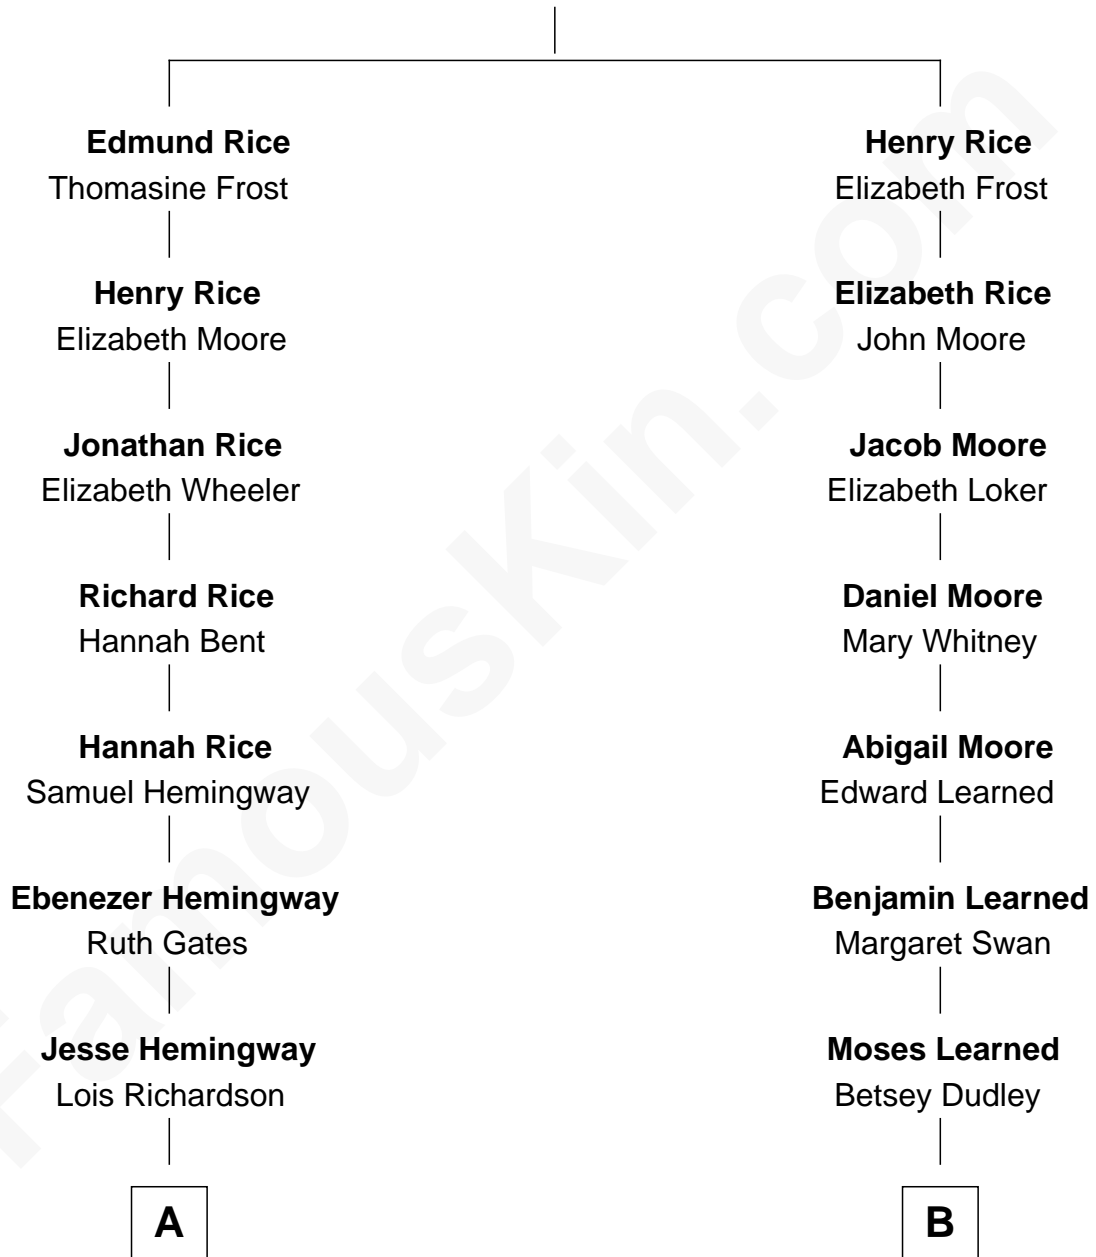 Edmund Rice
Thomasine Frost
Henry Rice
Elizabeth Moore
Jonathan Rice
Elizabeth Wheeler
Richard Rice
Hannah Bent
Hannah Rice
Samuel Hemingway
Ebenezer Hemingway
Ruth Gates
Jesse Hemingway
Lois Richardson
A
Henry Rice
Elizabeth Frost
Elizabeth Rice
John Moore
Jacob Moore
Elizabeth Loker
Daniel Moore
Mary Whitney
Abigail Moore
Edward Learned
Benjamin Learned
Margaret Swan
Moses Learned
Betsey Dudley
B
FamousKin.com